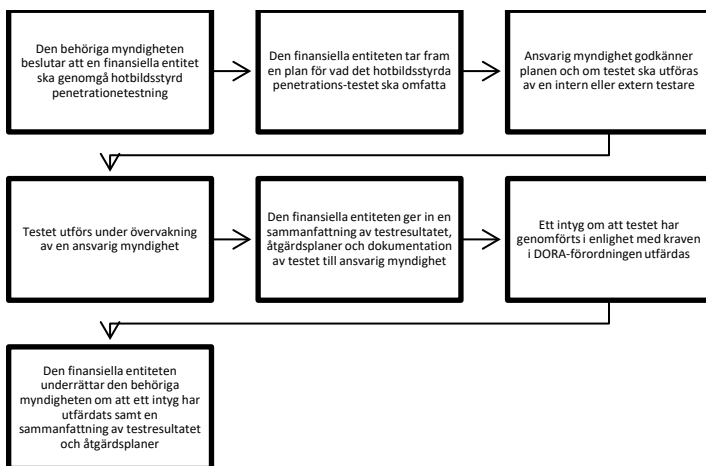 Den behöriga myndigheten
beslutar att en finansiella entitet
ska genomgå hotbildsstyrd
penetrationetestning
Den finansiella entiteten tar fram
en plan för vad det hotbildsstyrda
penetrations-testet ska omfatta
Ansvarig myndighet godkänner
planen och om testet ska utföras
av en intern eller extern testare
Testet utförs under övervakning
av en ansvarig myndighet
Den finansiella entiteten ger in en
sammanfattning av testresultatet,
åtgärdsplaner och dokumentation
av testet till ansvarig myndighet
Ett intyg om att testet har
genomförts i enlighet med kraven
i DORA-förordningen utfärdas
Den finansiella entiteten
underrättar den behöriga
myndigheten om att ett intyg har
utfärdats samt en
sammanfattning av testresultatet
och åtgärdsplaner